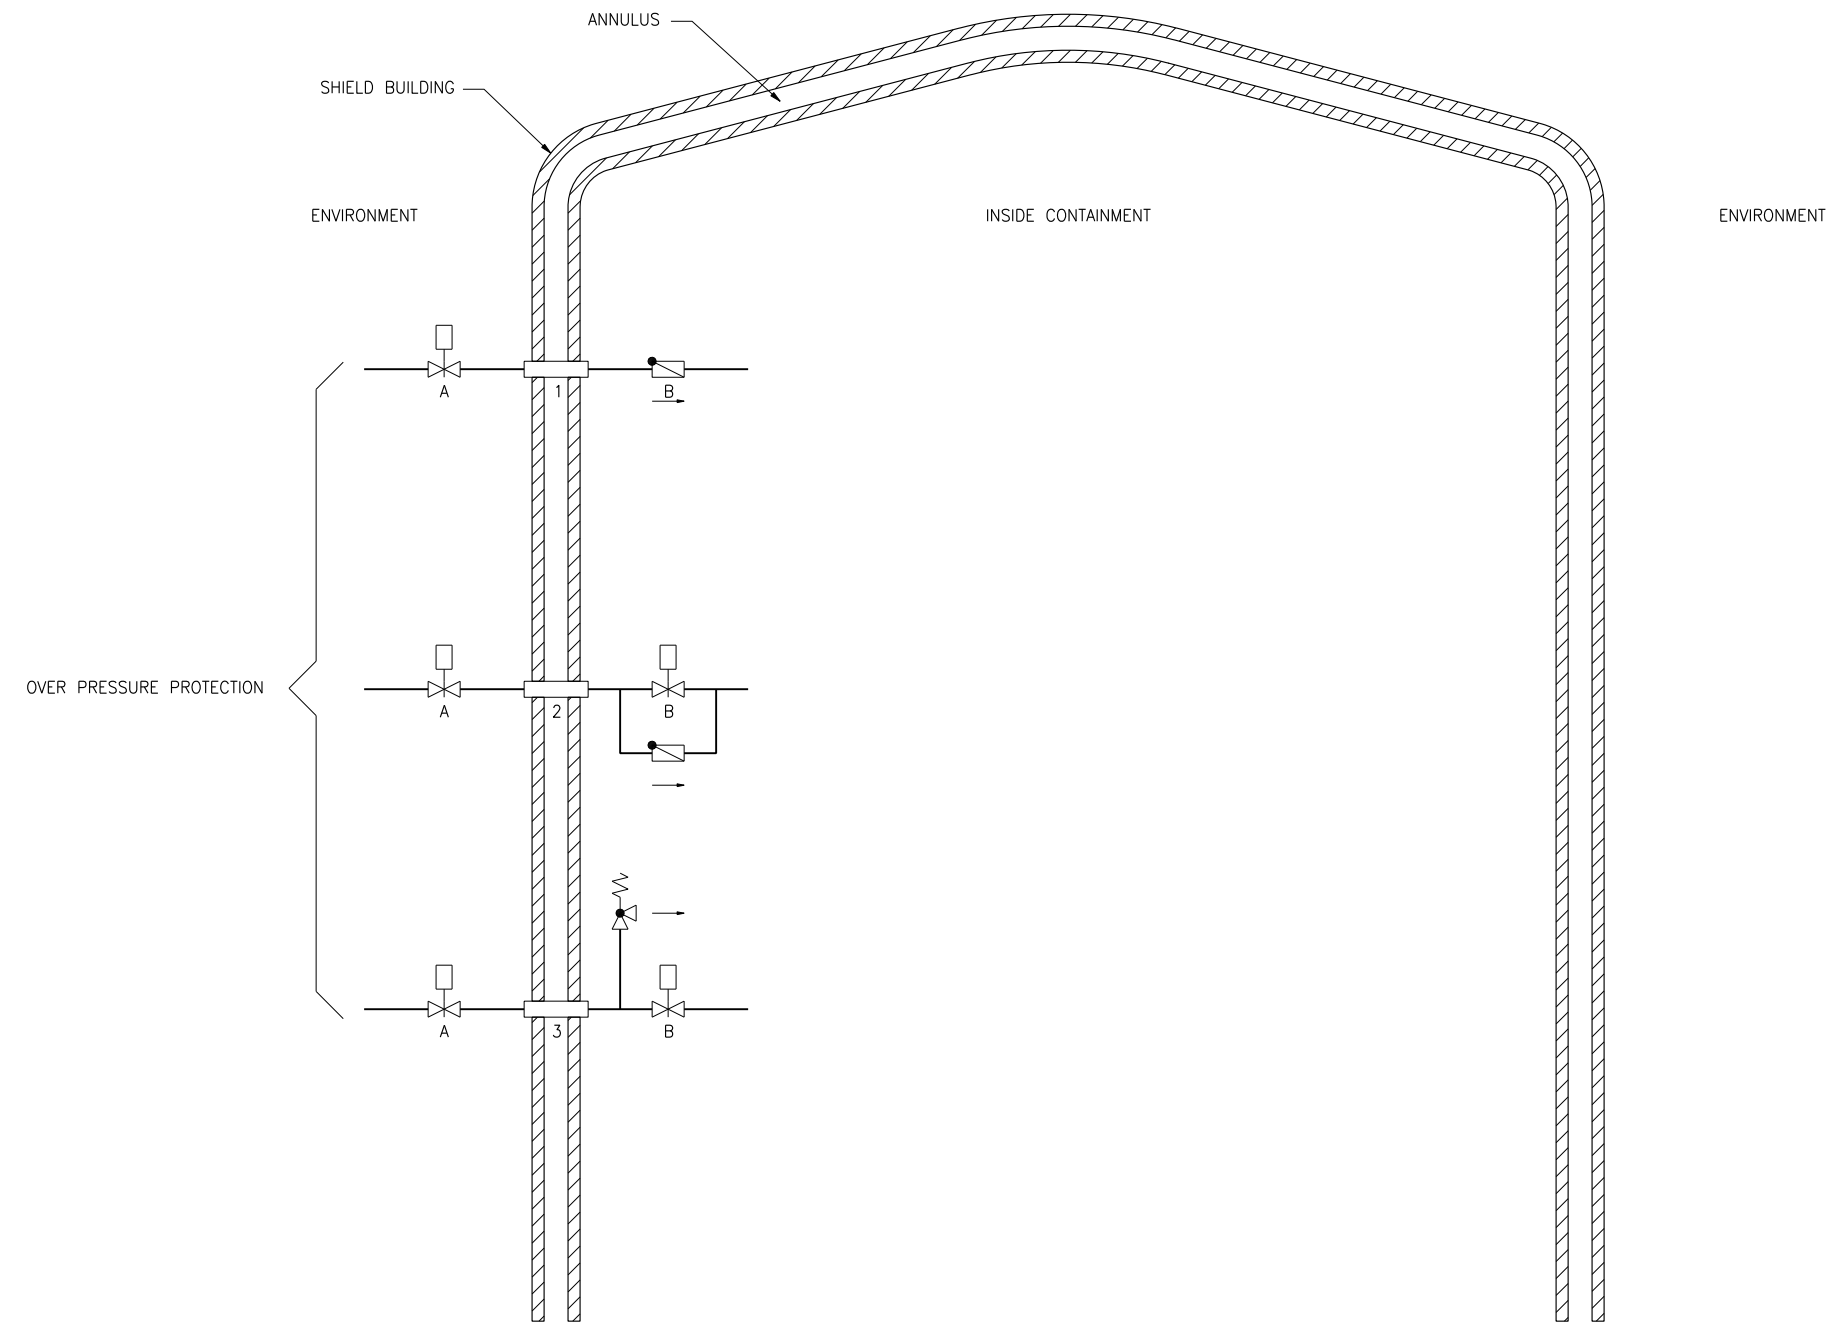 ANNULUS
SHIELD BUILDING
ENVIRONMENT
INSIDE CONTAINMENT
ENVIRONMENT
A
1
B
OVER PRESSURE PROTECTION
A
2
B
A
3
B